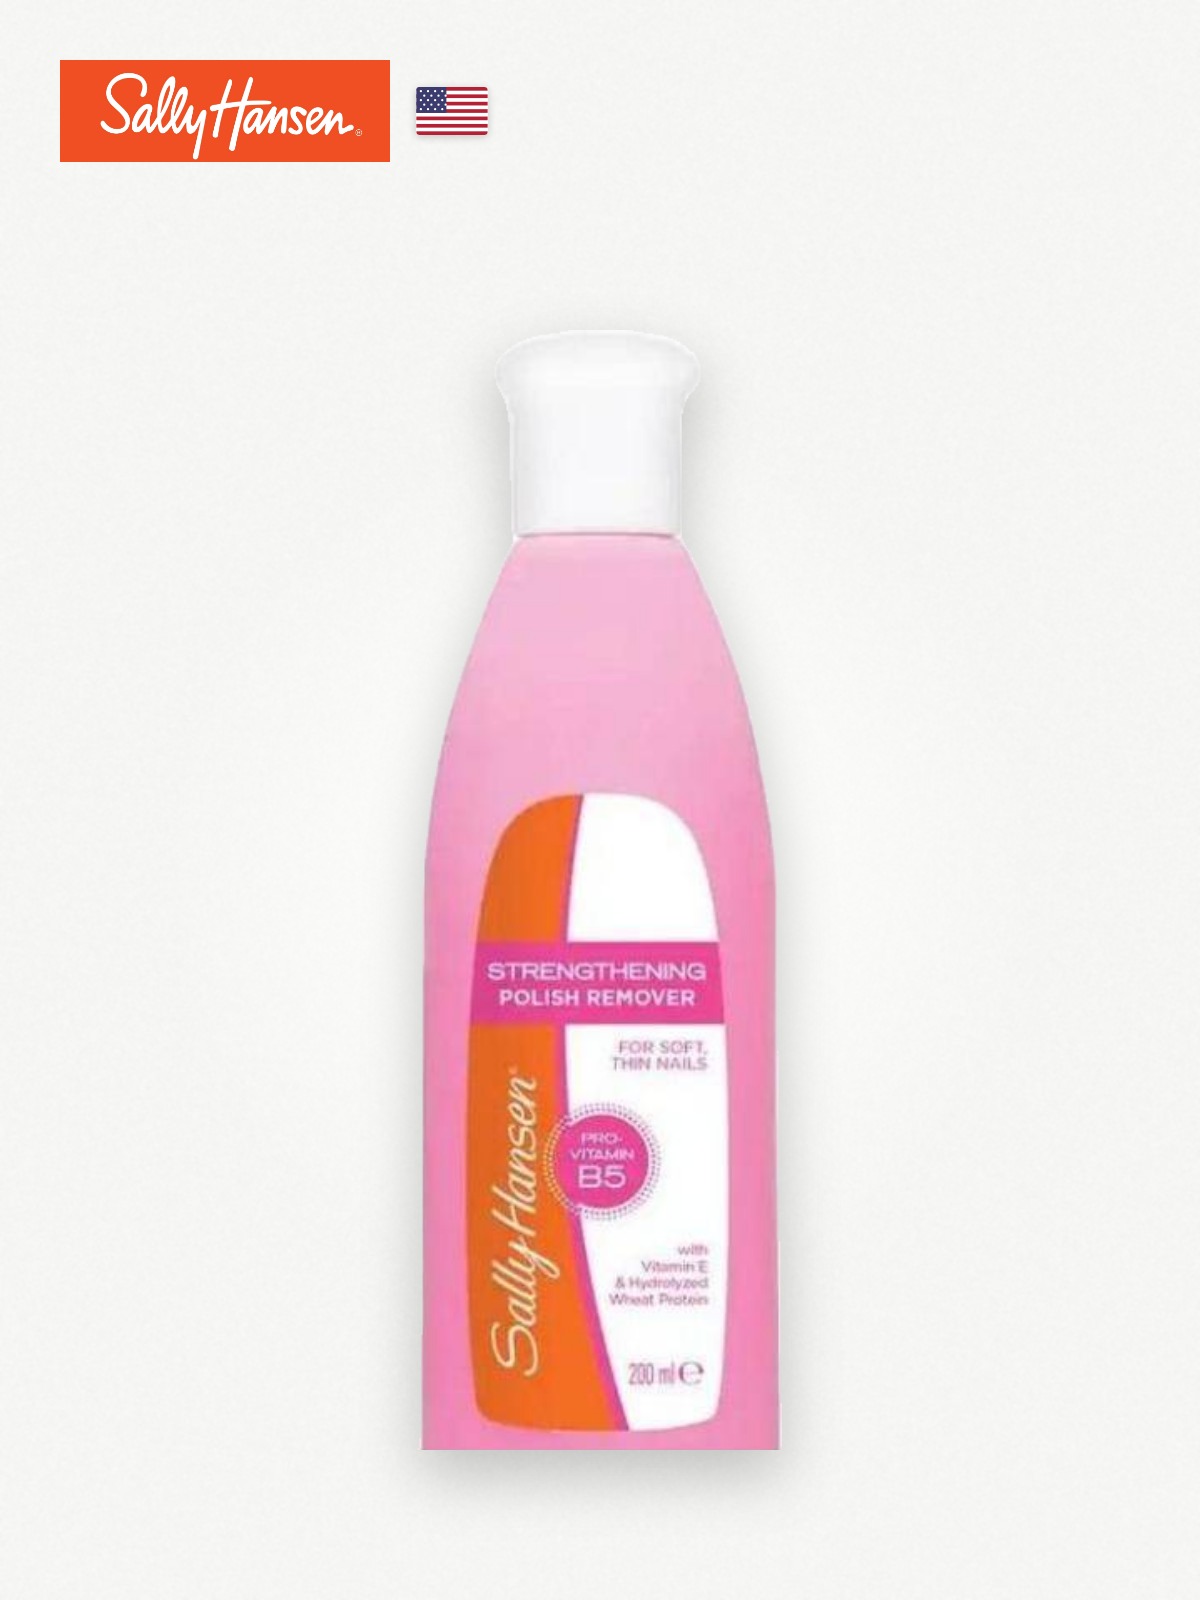 Sally Hansen®
STRENGTHENING
POLISH REMOVER
FOR SOFT,
THIN NAILS
Sally Hansen®
PRO-
VITAMIN
B5
with
Vitamin E
& Hydrolyzed
Wheat Protein
200 ml ℮